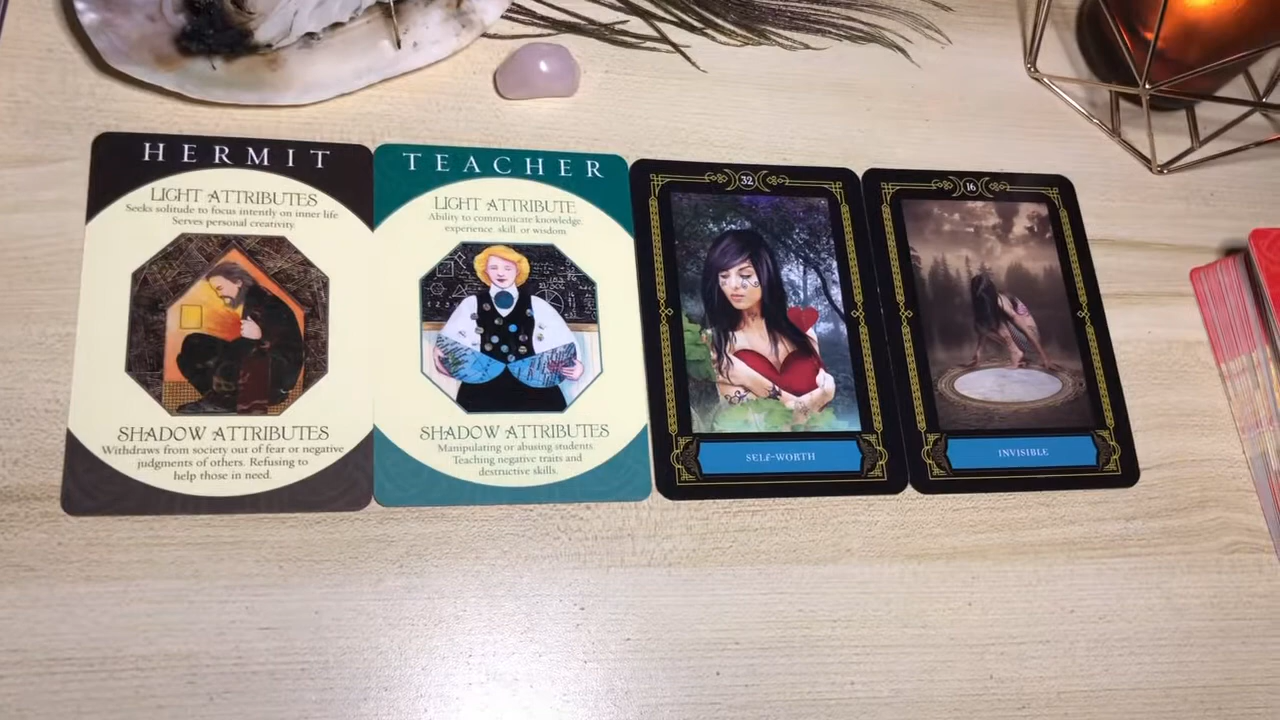 HERMIT
LIGHT ATTRIBUTES
Seeks solitude to focus intently on inner life
Serves personal creativity.
SHADOW ATTRIBUTES
Withdraws from society out of fear or negative
judgments of others. Refusing to
help those in need.
TEACHER
LIGHT ATTRIBUTE
Ability to communicate knowledge,
experience, skill, or wisdom
SHADOW ATTRIBUTES
Manipulating or abusing students.
Teaching negative traits and
destructive skills.
32
SELF-WORTH
16
INVISIBLE